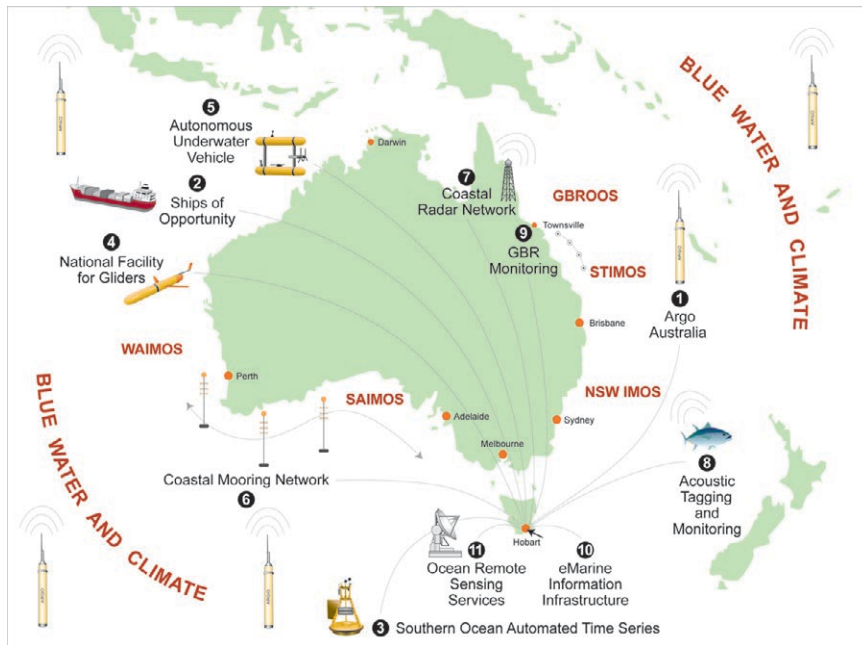 BLUE WATER AND CLIMATE
5
Autonomous
Underwater
Vehicle
Darwin
2
Ships of
Opportunity
7
Coastal
Radar Network
GBROOS
4
National Facility
for Gliders
9
GBR
Monitoring
Townsville
STIMOS
1
Argo
Australia
Brisbane
WAIMOS
Perth
SAIMOS
NSW IMOS
Adelaide
Sydney
Melbourne
BLUE WATER AND CLIMATE
Coastal Mooring Network
6
8
Acoustic
Tagging
and
Monitoring
Hobart
11
Ocean Remote
Sensing
Services
10
eMarine
Information
Infrastructure
3 Southern Ocean Automated Time Series